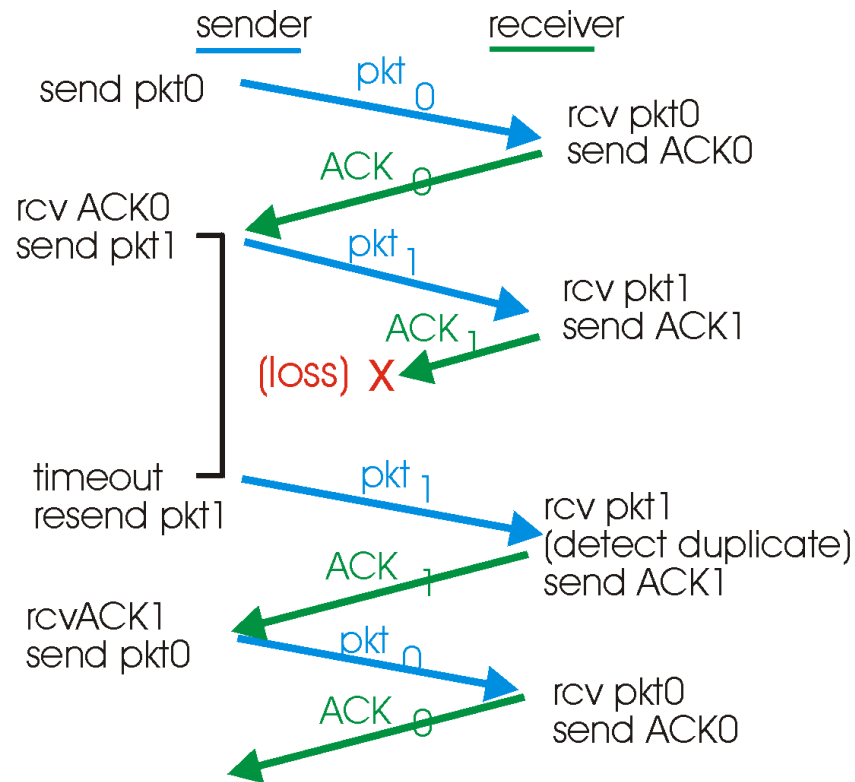 sender
receiver
send pkt0
pkt 0
rcv pkt0
send ACK0
ACK 0
rcv ACK0
send pkt1
pkt 1
rcv pkt1
send ACK1
ACK 1
(loss) X
timeout
resend pkt1
pkt 1
rcv pkt1
(detect duplicate)
send ACK1
ACK 1
rcvACK1
send pkt0
pkt 0
rcv pkt0
send ACK0
ACK 0